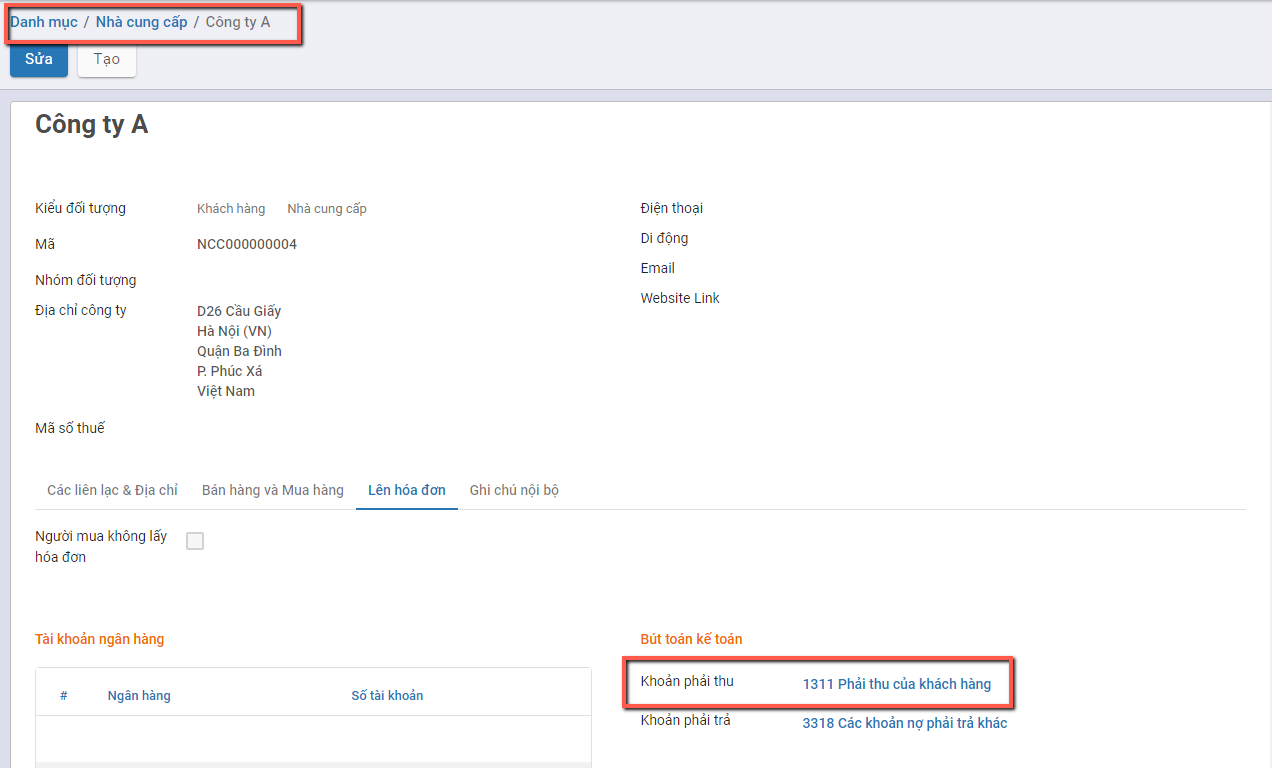 Danh mục / Nhà cung cấp / Công ty A
Sửa Tạo
Công ty A
Kiểu đối tượng Khách hàng Nhà cung cấp
Mã NCC000000004
Nhóm đối tượng
Địa chỉ công ty D26 Cầu Giấy
Hà Nội (VN)
Quận Ba Đình
P. Phúc Xá
Việt Nam
Mã số thuế
Điện thoại
Di động
Email
Website Link
Các liên lạc & Địa chỉ Bán hàng và Mua hàng Lên hóa đơn Ghi chú nội bộ
Người mua không lấy
hóa đơn
Tài khoản ngân hàng
# Ngân hàng Số tài khoản
Bút toán kế toán
Khoản phải thu 1311 Phải thu của khách hàng
Khoản phải trả 3318 Các khoản nợ phải trả khác